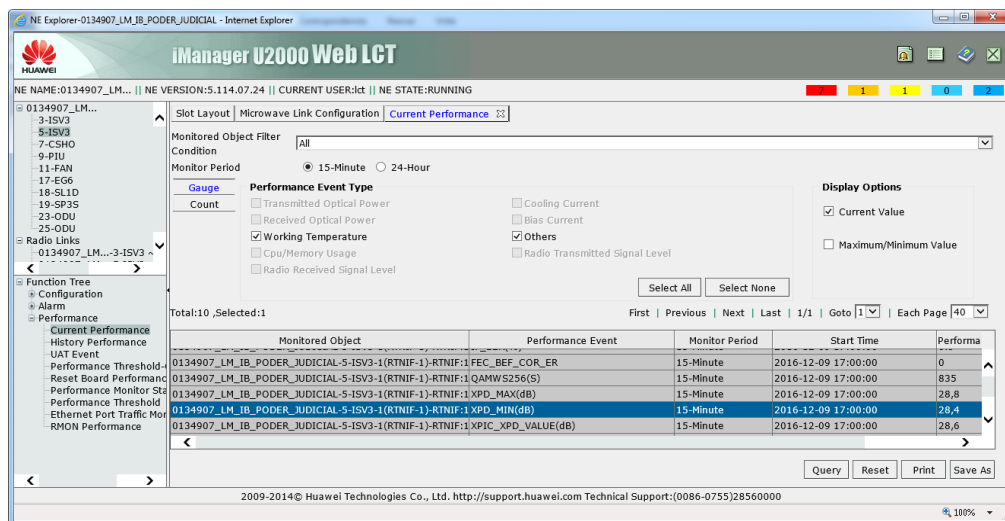 NE Explorer-0134907_LM_IB_PODER_JUDICIAL - Internet Explorer
HUAWEI
iManager U2000 Web LCT
NE NAME:0134907_LM... || NE VERSION:5.114.07.24 || CURRENT USER:lct || NE STATE:RUNNING
7 1 1 0 2
0134907_LM...
3-ISV3
5-ISV3
7-CSHO
9-PIU
11-FAN
17-EG6
18-SL1D
19-SP3S
23-ODU
25-ODU
Radio Links
0134907_LM...-3-ISV3
Function Tree
Configuration
Alarm
Performance
Current Performance
History Performance
UAT Event
Performance Threshold-
Reset Board Performanc
Performance Monitor Sta
Performance Threshold
Ethernet Port Traffic Mor
RMON Performance
Slot Layout Microwave Link Configuration Current Performance
Monitored Object Filter Condition All
Monitor Period 15-Minute 24-Hour
Gauge
Count
Performance Event Type
Transmitted Optical Power Cooling Current
Received Optical Power Bias Current
Working Temperature Others
Cpu/Memory Usage Radio Transmitted Signal Level
Radio Received Signal Level
Select All Select None
Display Options
Current Value
Maximum/Minimum Value
Total:10 ,Selected:1 First | Previous | Next | Last | 1/1 | Goto 1 | Each Page 40
Monitored Object Performance Event Monitor Period Start Time Performa
0134907_LM_IB_PODER_JUDICIAL-5-ISV3-1(RTNIF-1)-RTNIF:1 FEC_BEF_COR_ER 15-Minute 2016-12-09 17:00:00 0
0134907_LM_IB_PODER_JUDICIAL-5-ISV3-1(RTNIF-1)-RTNIF:1 QAMWS256(S) 15-Minute 2016-12-09 17:00:00 835
0134907_LM_IB_PODER_JUDICIAL-5-ISV3-1(RTNIF-1)-RTNIF:1 XPD_MAX(dB) 15-Minute 2016-12-09 17:00:00 28,8
0134907_LM_IB_PODER_JUDICIAL-5-ISV3-1(RTNIF-1)-RTNIF:1 XPD_MIN(dB) 15-Minute 2016-12-09 17:00:00 28,4
0134907_LM_IB_PODER_JUDICIAL-5-ISV3-1(RTNIF-1)-RTNIF:1 XPIC_XPD_VALUE(dB) 15-Minute 2016-12-09 17:00:00 28,6
Query Reset Print Save As
2009-2014© Huawei Technologies Co., Ltd. http://support.huawei.com Technical Support:(0086-0755)28560000
100%